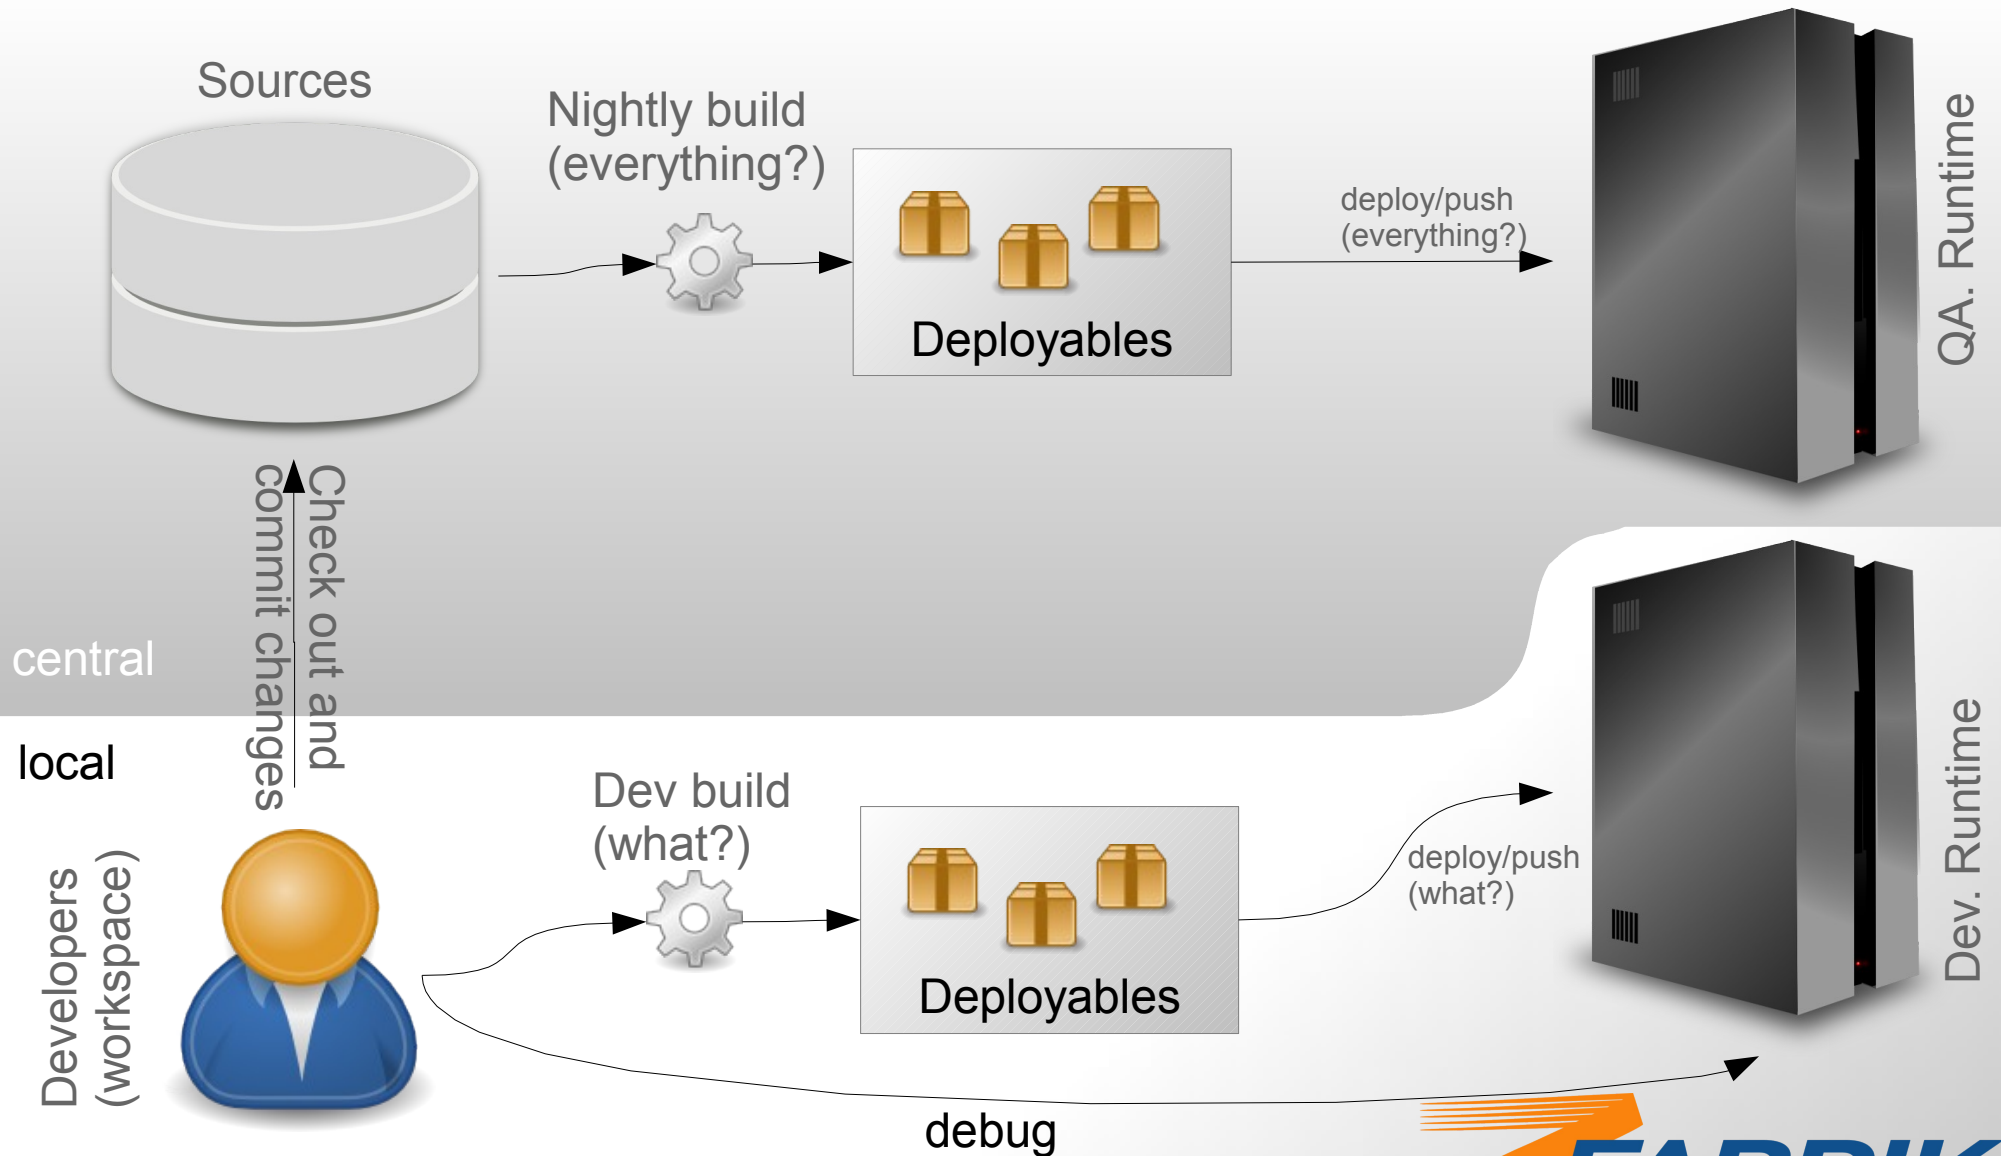 Sources
Nightly build
(everything?)
deploy/push
(everything?)
QA. Runtime
Deployables
Check out and
commit changes
central
local
Developers
(workspace)
Dev build
(what?)
deploy/push
(what?)
Dev. Runtime
Deployables
debug